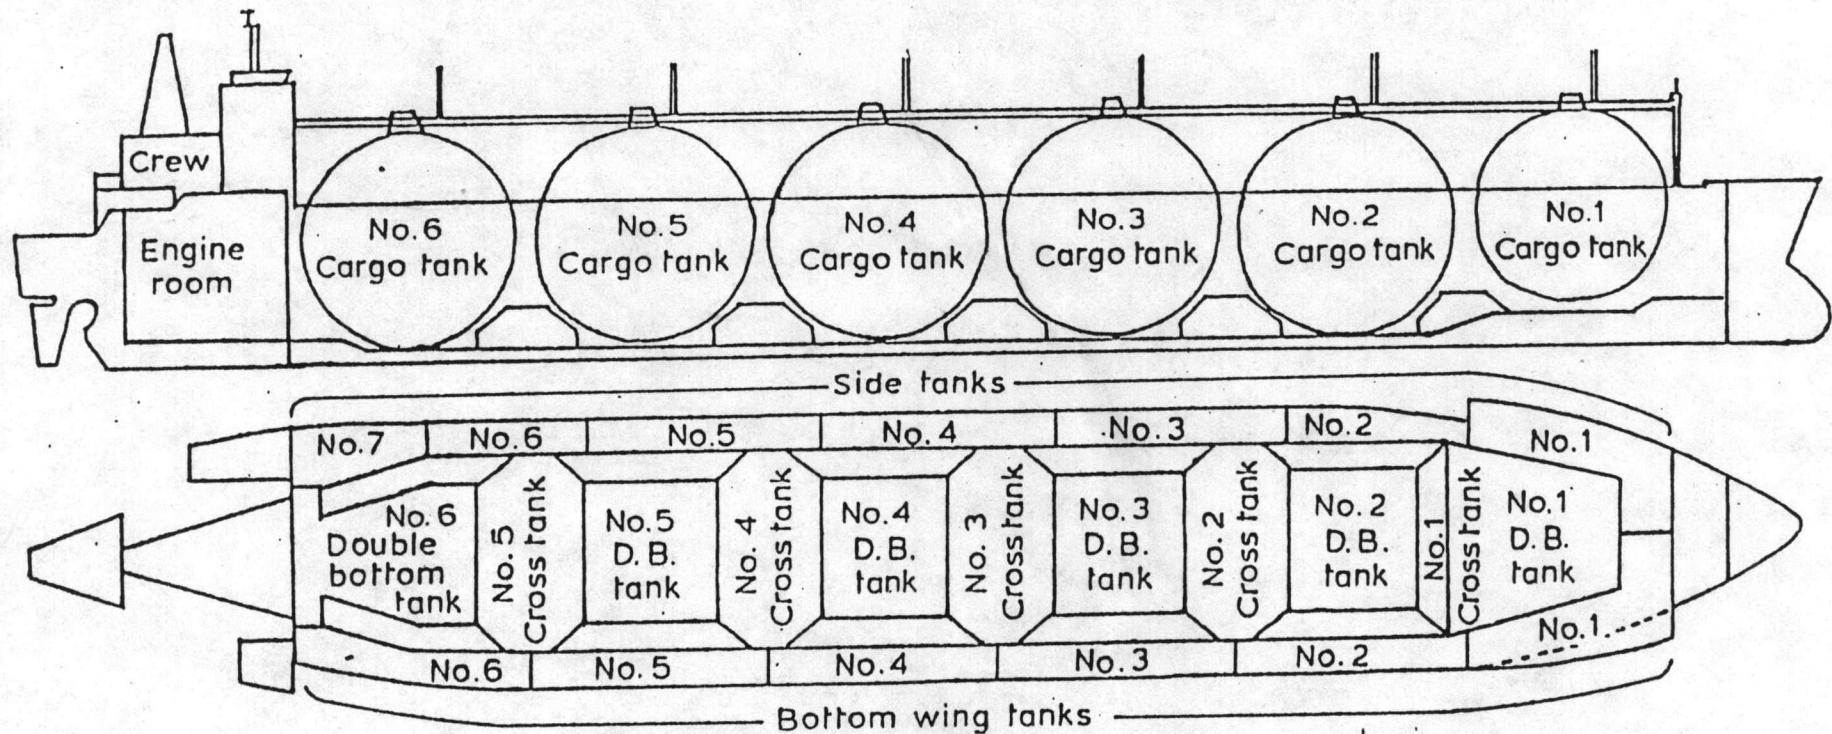 Crew
Engine
room
No.6
Cargo tank
No.5
Cargo tank
No.4
Cargo tank
No.3
Cargo tank
No.2
Cargo tank
No.1
Cargo tank
Side tanks
No.7
No.6
No.5
No.4
No.3
No.2
No.1
No.6
Double
bottom
tank
No.5
Cross tank
No.5
D.B.
tank
No. 4
Cross tank
No.4
D.B.
tank
No. 3
Cross tank
No.3
D.B.
tank
No.2
Cross tank
No.2
D.B.
tank
No.1
Cross tank
No.1
D.B.
tank
No.6
No.5
No.4
No.3
No.2
No.1
Bottom wing tanks